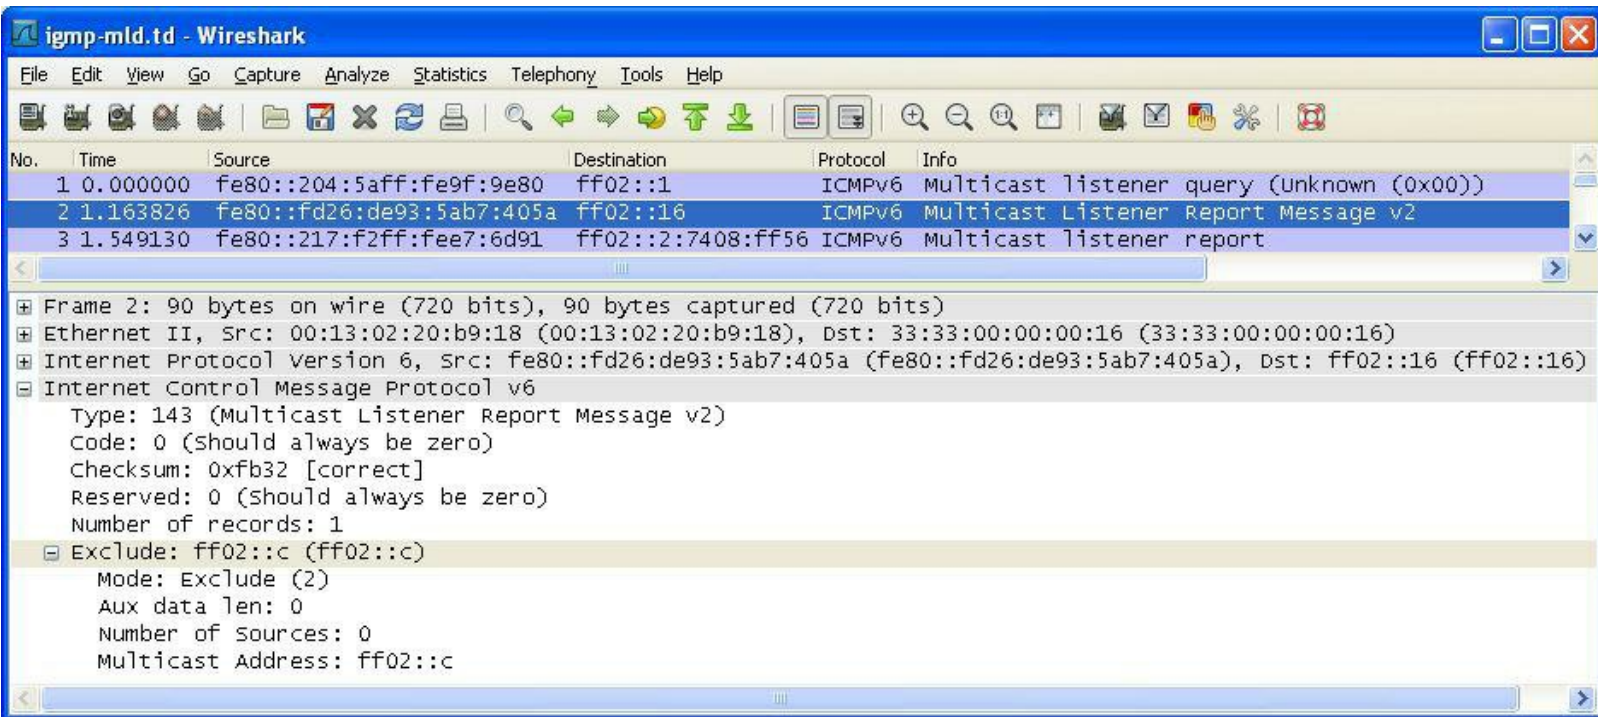 igmp-mld.td - Wireshark
File Edit View Go Capture Analyze Statistics Telephony Tools Help
No. Time Source Destination Protocol Info
1 0.000000 fe80::204:5aff:fe9f:9e80 ff02::1 ICMPv6 Multicast listener query (Unknown (0x00))
2 1.163826 fe80::fd26:de93:5ab7:405a ff02::16 ICMPv6 Multicast Listener Report Message v2
3 1.549130 fe80::217:f2ff:fee7:6d91 ff02::2:7408:ff56 ICMPv6 Multicast listener report
Frame 2: 90 bytes on wire (720 bits), 90 bytes captured (720 bits)
Ethernet II, Src: 00:13:02:20:b9:18 (00:13:02:20:b9:18), Dst: 33:33:00:00:00:16 (33:33:00:00:00:16)
Internet Protocol Version 6, Src: fe80::fd26:de93:5ab7:405a (fe80::fd26:de93:5ab7:405a), Dst: ff02::16 (ff02::16)
Internet Control Message Protocol v6
Type: 143 (Multicast Listener Report Message v2)
Code: 0 (Should always be zero)
Checksum: 0xfb32 [correct]
Reserved: 0 (Should always be zero)
Number of records: 1
Exclude: ff02::c (ff02::c)
Mode: Exclude (2)
Aux data len: 0
Number of Sources: 0
Multicast Address: ff02::c